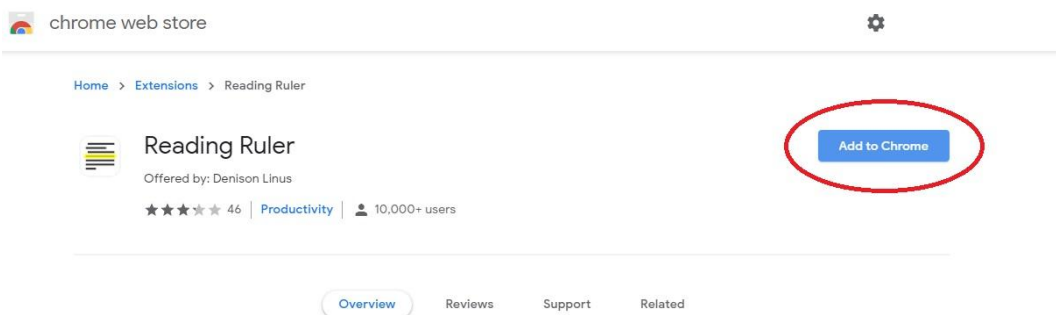 chrome web store
Home > Extensions > Reading Ruler
Reading Ruler
Add to Chrome
Offered by: Denison Linus
46 | Productivity | 10,000+ users
Overview Reviews Support Related